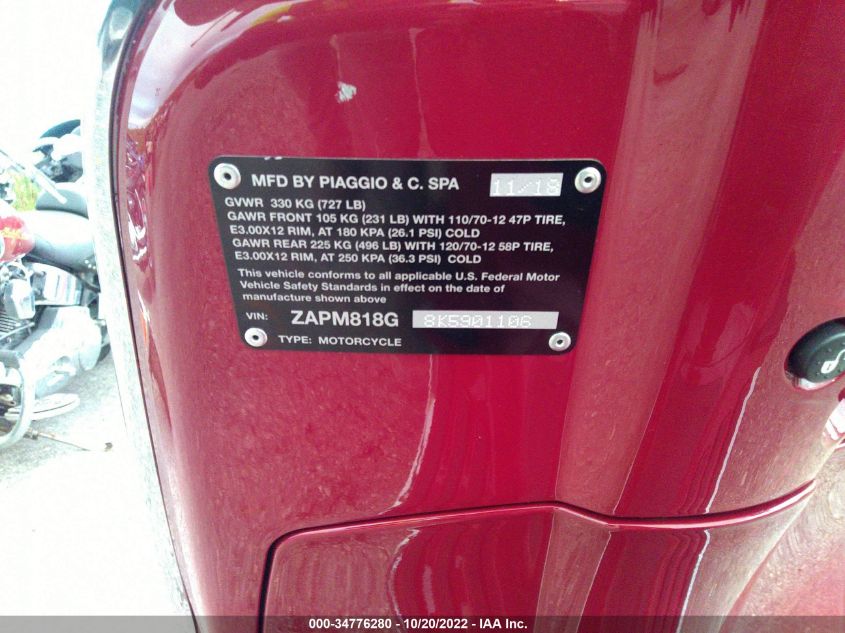 MFD BY PIAGGIO & C. SPA 11/18
GVWR 330 KG (727 LB)
GAWR FRONT 105 KG (231 LB) WITH 110/70-12 47P TIRE,
E3.00X12 RIM, AT 180 KPA (26.1 PSI) COLD
GAWR REAR 225 KG (496 LB) WITH 120/70-12 58P TIRE,
E3.00X12 RIM, AT 250 KPA (36.3 PSI) COLD
This vehicle conforms to all applicable U.S. Federal Motor
Vehicle Safety Standards in effect on the date of
manufacture shown above
VIN: ZAPM818G 8K5901106
TYPE: MOTORCYCLE
000-34776280 - 10/20/2022 - IAA Inc.